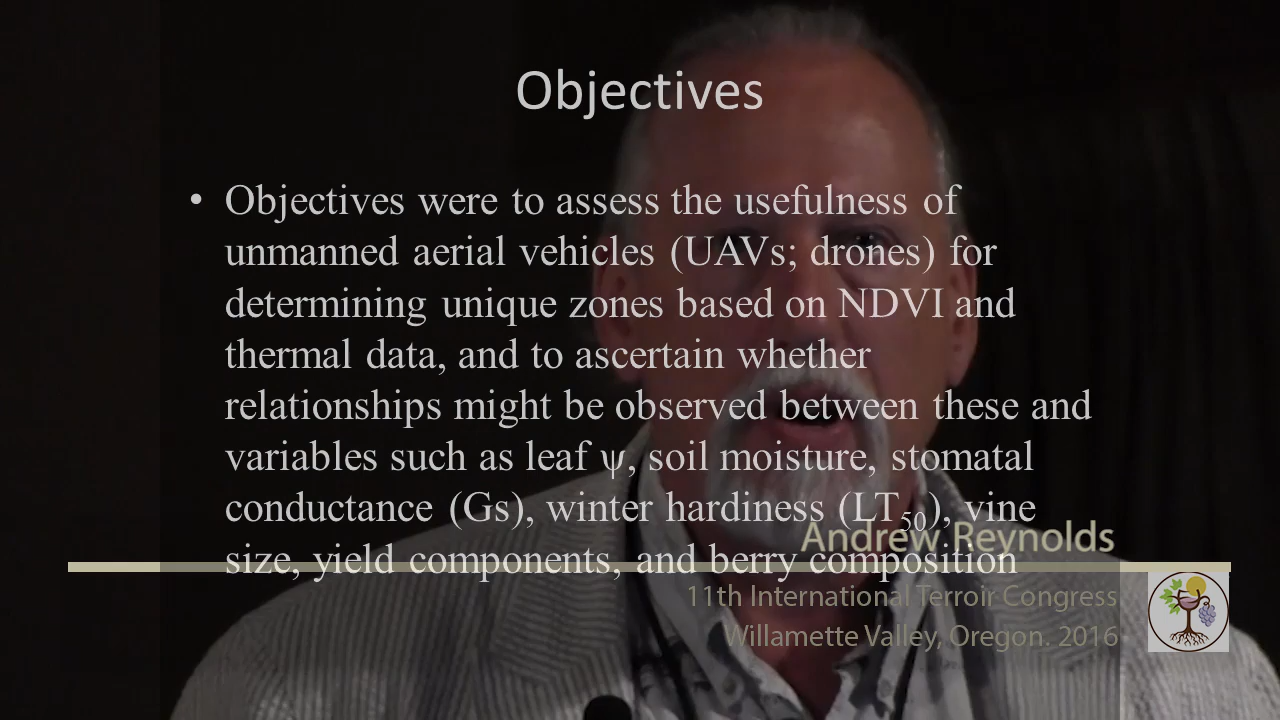 Objectives
• Objectives were to assess the usefulness of
unmanned aerial vehicles (UAVs; drones) for
determining unique zones based on NDVI and
thermal data, and to ascertain whether
relationships might be observed between these and
variables such as leaf ψ, soil moisture, stomatal
conductance (Gs), winter hardiness (LT50), vine
size, yield components, and berry composition
Andrew Reynolds
11th International Terroir Congress
Willamette Valley, Oregon. 2016